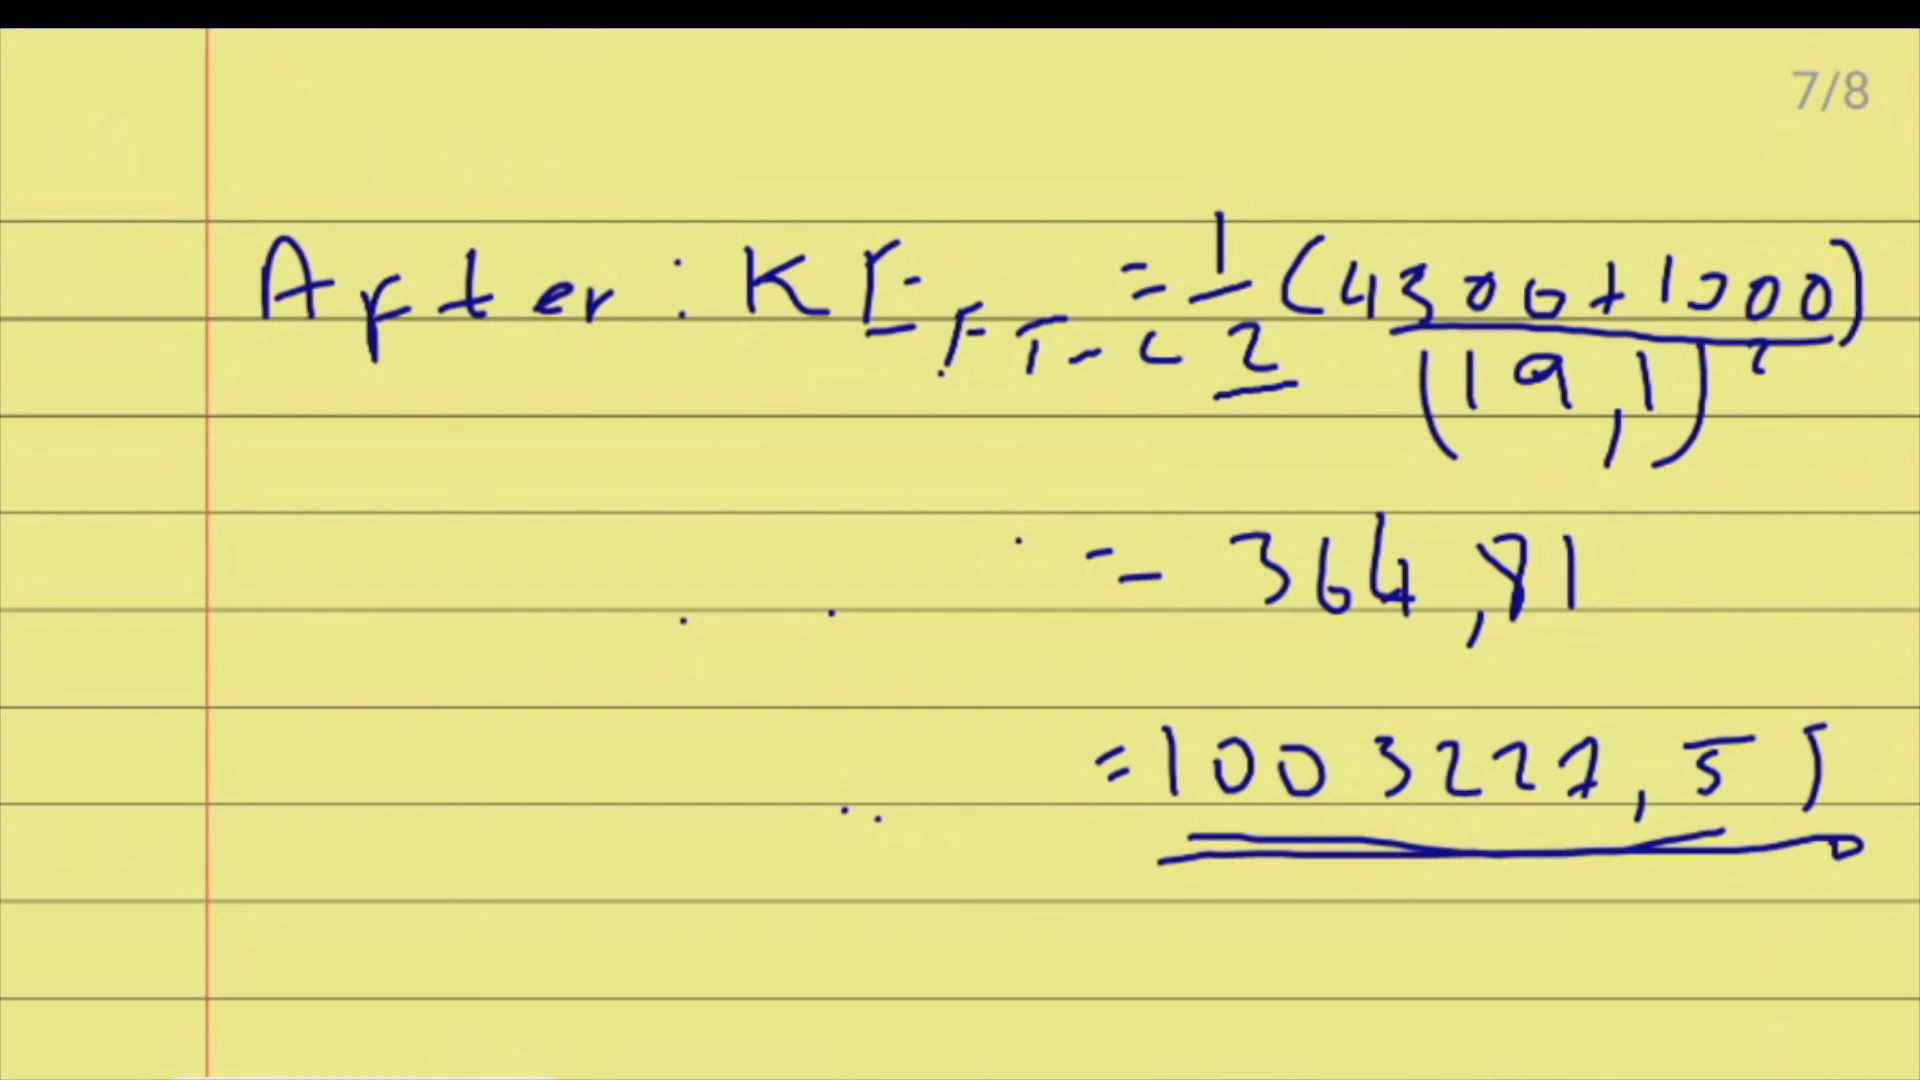 7/8
After: KE = 1/2 (4300+1200)
F T - C
(19,1)²
= 364,81
= 1003227,5 J